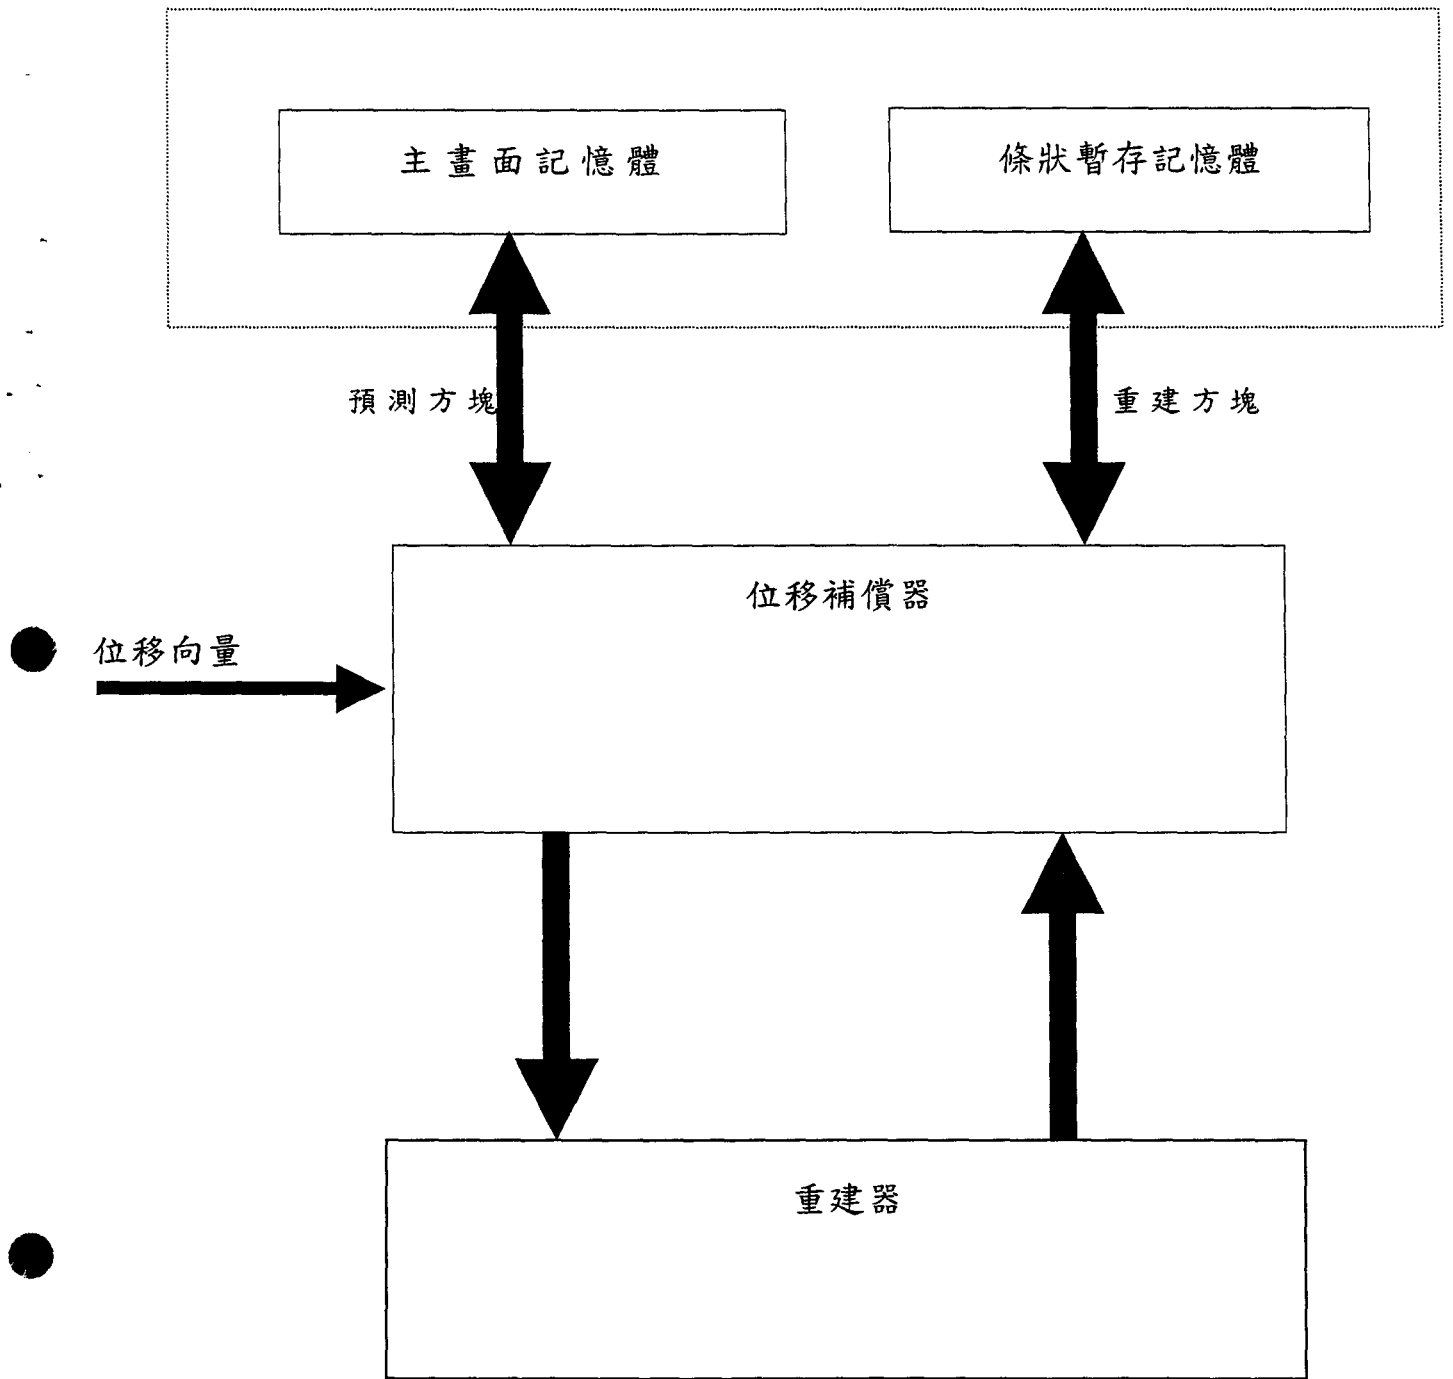 主畫面記憶體
條狀暫存記憶體
預測方塊
重建方塊
位移補償器
位移向量
重建器